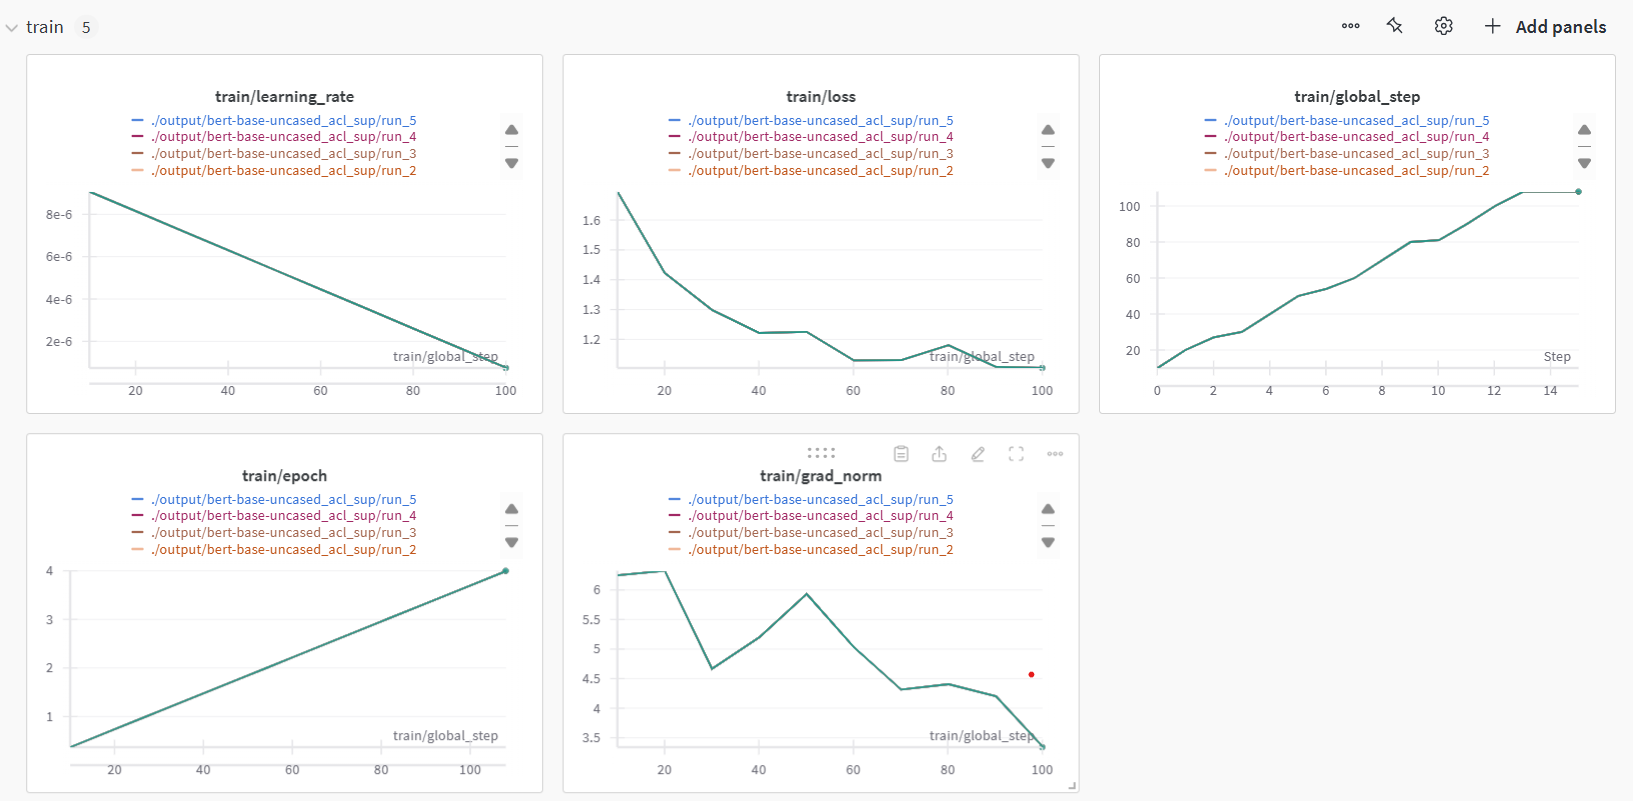 train 5
Add panels
train/learning_rate
./output/bert-base-uncased_acl_sup/run_5
./output/bert-base-uncased_acl_sup/run_4
./output/bert-base-uncased_acl_sup/run_3
./output/bert-base-uncased_acl_sup/run_2
8e-6
6e-6
4e-6
2e-6
train/global_step
20 40 60 80 100
train/loss
./output/bert-base-uncased_acl_sup/run_5
./output/bert-base-uncased_acl_sup/run_4
./output/bert-base-uncased_acl_sup/run_3
./output/bert-base-uncased_acl_sup/run_2
1.6
1.5
1.4
1.3
1.2
train/global_step
20 40 60 80 100
train/global_step
./output/bert-base-uncased_acl_sup/run_5
./output/bert-base-uncased_acl_sup/run_4
./output/bert-base-uncased_acl_sup/run_3
./output/bert-base-uncased_acl_sup/run_2
100
80
60
40
20
Step
0 2 4 6 8 10 12 14
train/epoch
./output/bert-base-uncased_acl_sup/run_5
./output/bert-base-uncased_acl_sup/run_4
./output/bert-base-uncased_acl_sup/run_3
./output/bert-base-uncased_acl_sup/run_2
4
3
2
1
train/global_step
20 40 60 80 100
train/grad_norm
./output/bert-base-uncased_acl_sup/run_5
./output/bert-base-uncased_acl_sup/run_4
./output/bert-base-uncased_acl_sup/run_3
./output/bert-base-uncased_acl_sup/run_2
6
5.5
5
4.5
4
3.5
train/global_step
20 40 60 80 100